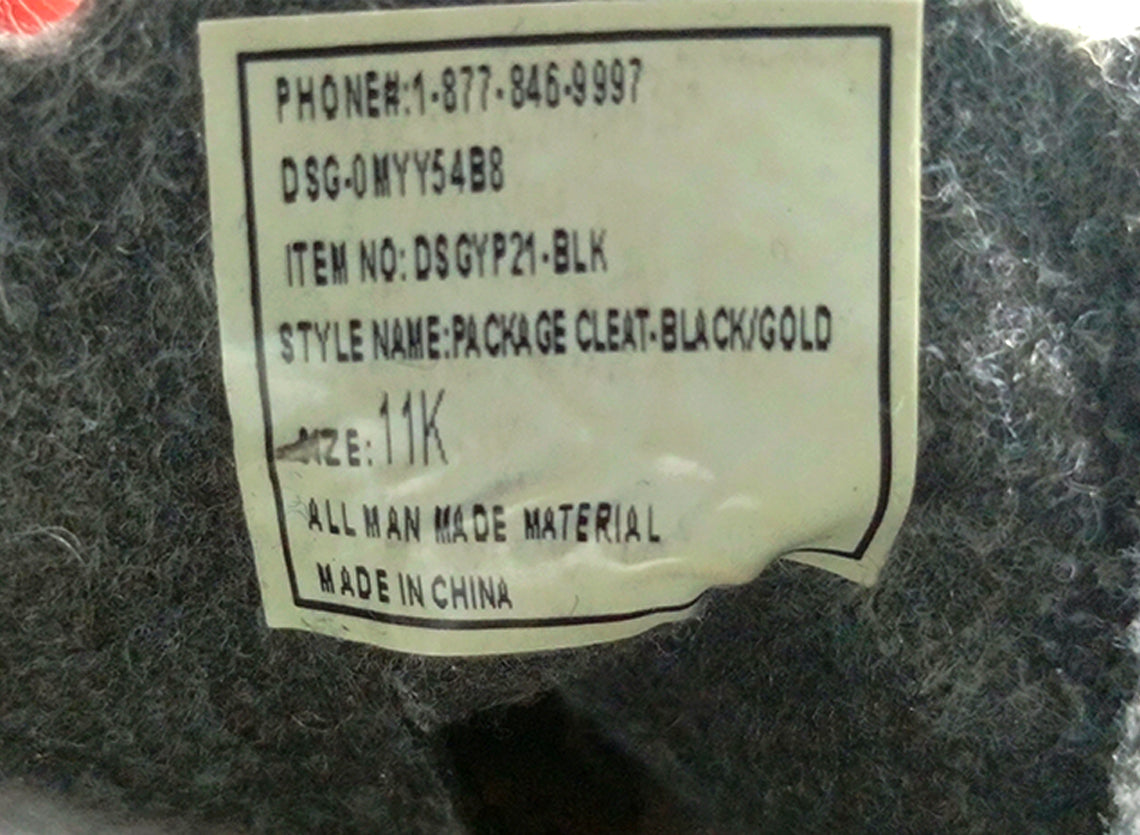 PHONE#:1-877-846-9997
DSG-0MYY54B8
ITEM NO: DSGYP21-BLK
STYLE NAME:PACKAGE CLEAT-BLACK/GOLD
SIZE: 11K
ALL MAN MADE MATERIAL
MADE IN CHINA